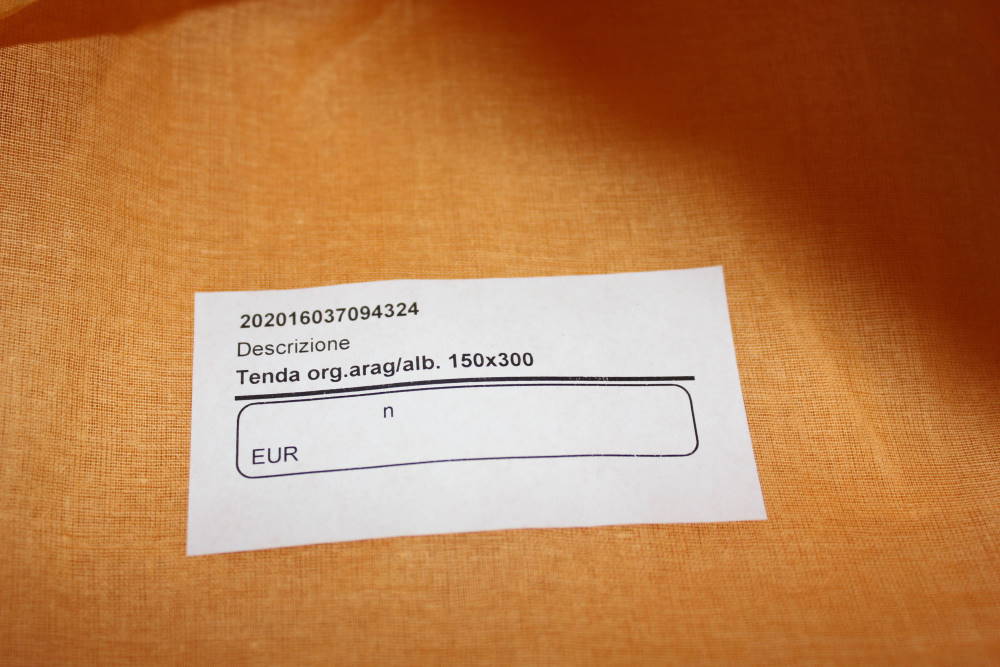 202016037094324
Descrizione
Tenda org.arag/alb. 150x300
n
EUR